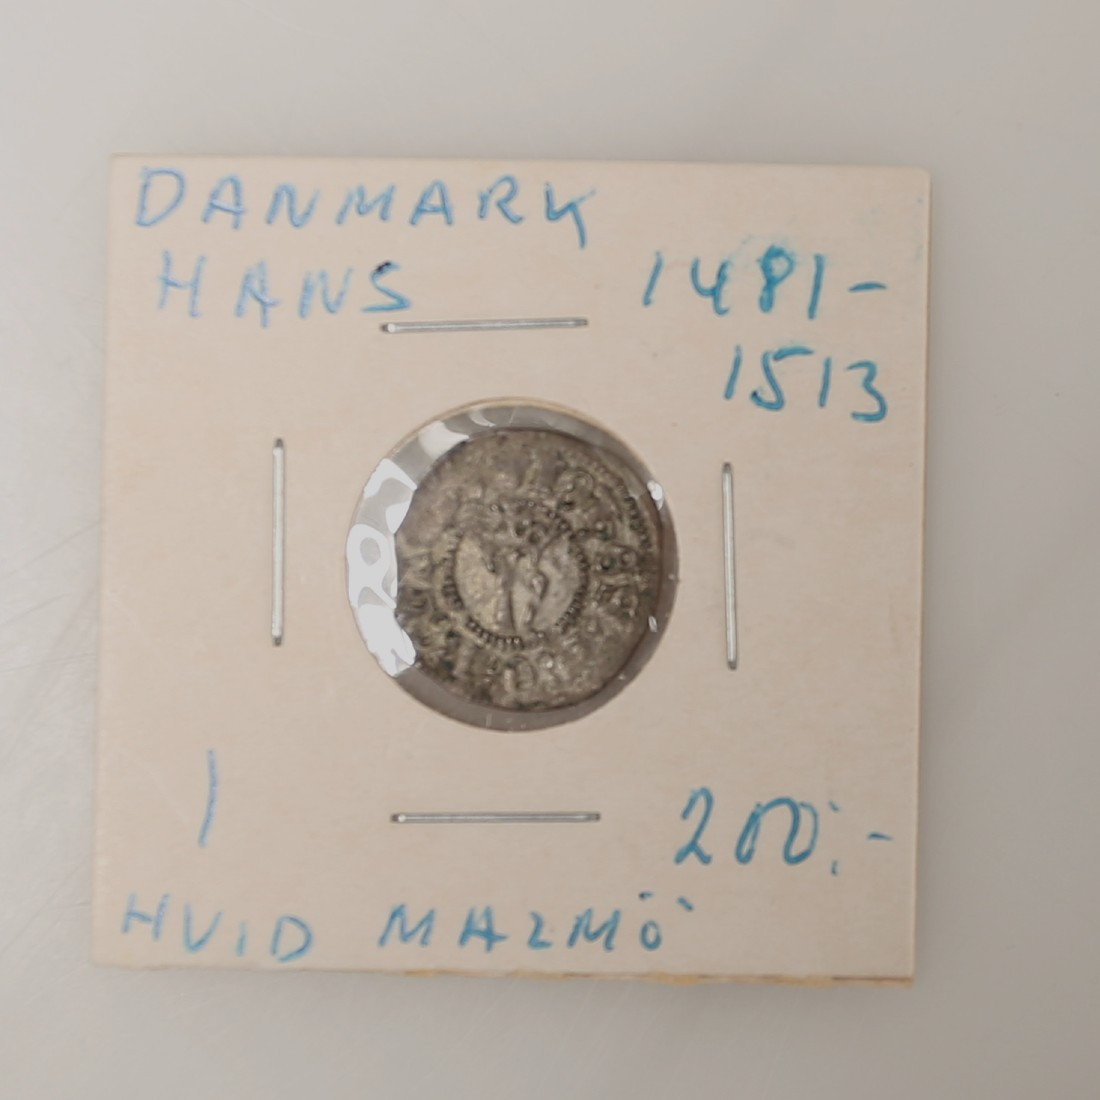 DANMARK
HANS 1481-
1513
1 200:-
HVID MALMÖ